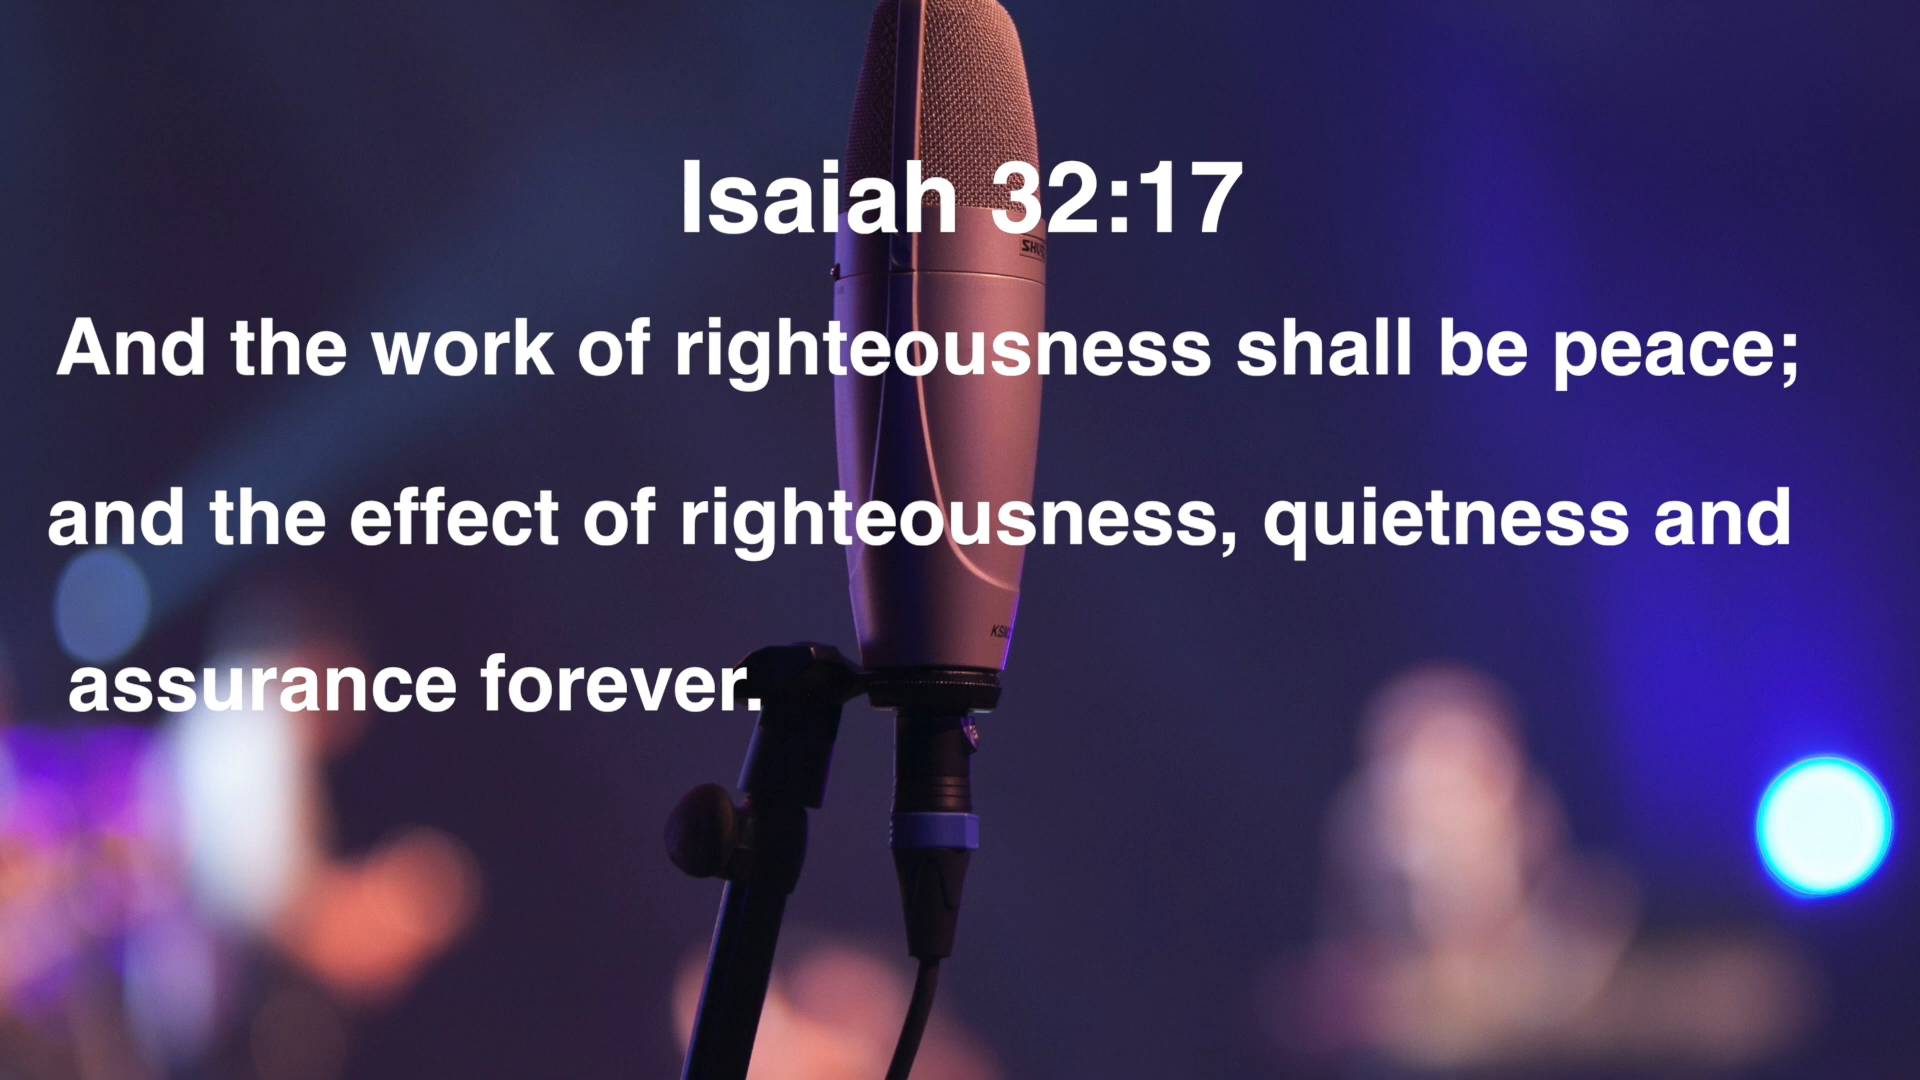 Isaiah 32:17
And the work of righteousness shall be peace;
and the effect of righteousness, quietness and
assurance forever.